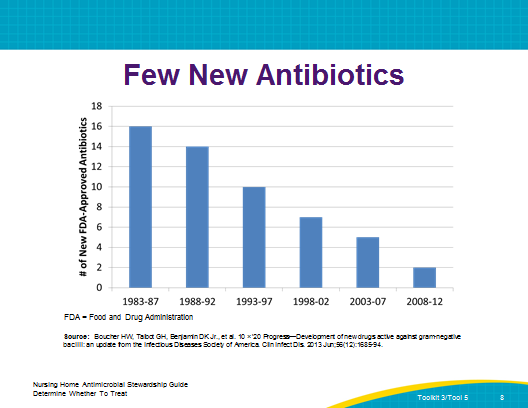 Few New Antibiotics
# of New FDA-Approved Antibiotics
18
16
14
12
10
8
6
4
2
0
1983-87 1988-92 1993-97 1998-02 2003-07 2008-12
FDA = Food and Drug Administration
Source: Boucher HW, Talbot GH, Benjamin DK Jr., et al. 10 × '20 Progress—Development of new drugs active against gram-negative
bacilli: an update from the Infectious Diseases Society of America. Clin Infect Dis. 2013 Jun;56(12):1685-94.
Nursing Home Antimicrobial Stewardship Guide
Determine Whether To Treat
Toolkit 3/Tool 5 8